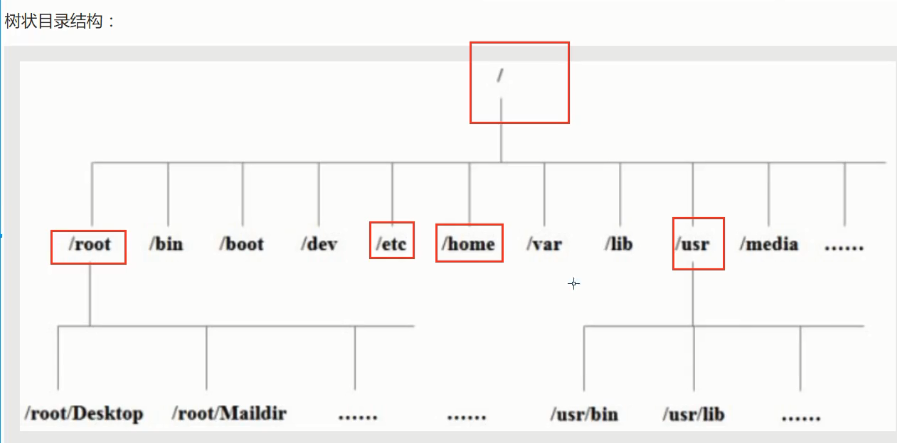 树状目录结构：
/
/root /bin /boot /dev /etc /home /var /lib /usr /media ……
/root/Desktop /root/Maildir …… …… /usr/bin /usr/lib ……